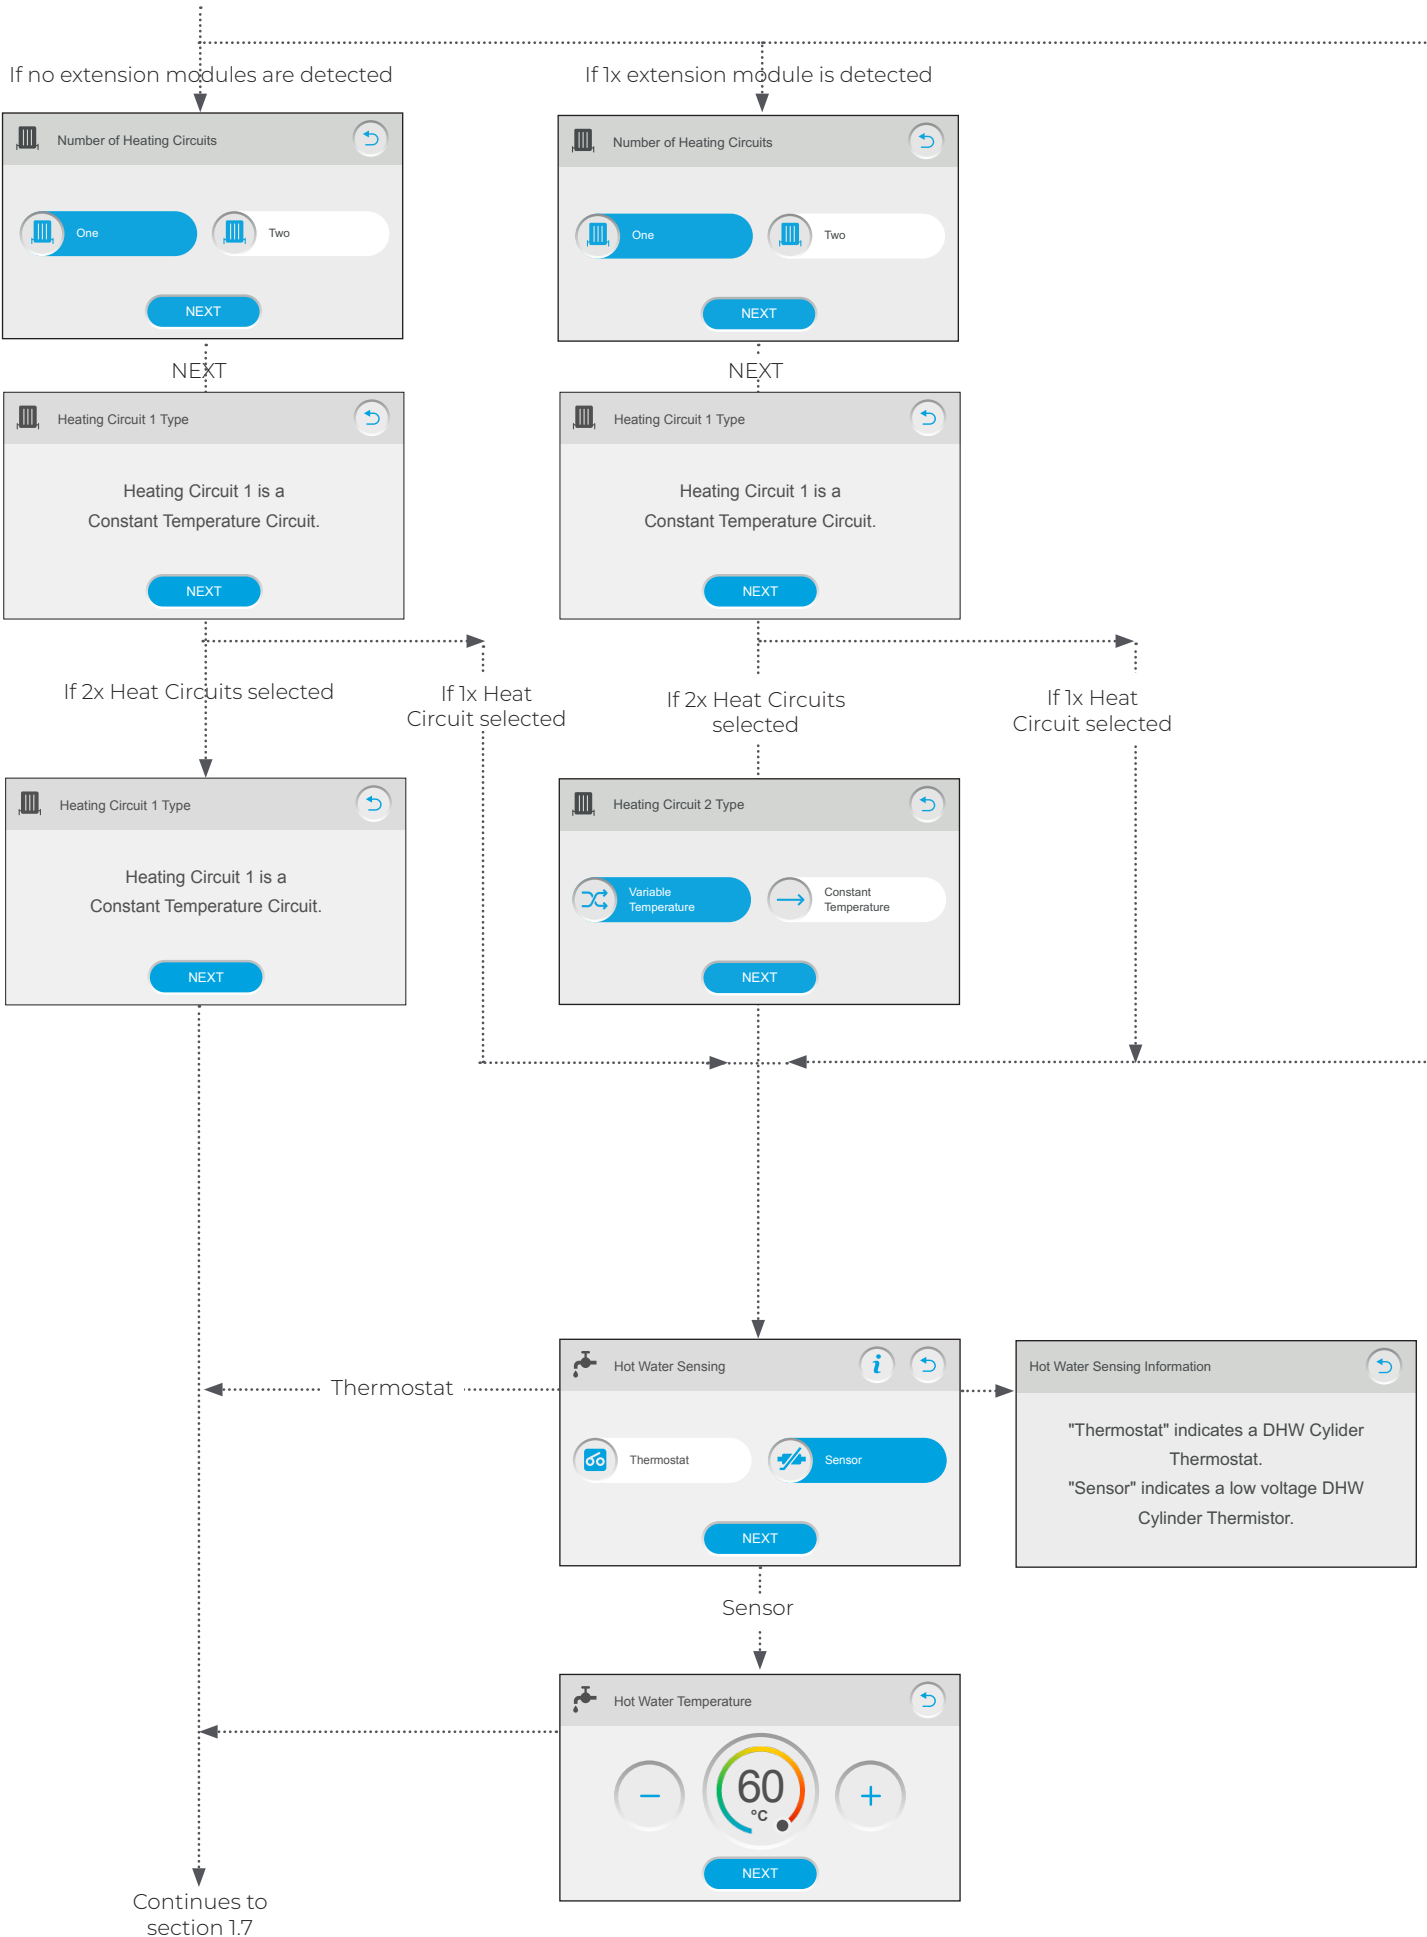 If no extension modules are detected
If 1x extension module is detected
Number of Heating Circuits
One
Two
NEXT
Number of Heating Circuits
One
Two
NEXT
NEXT
NEXT
Heating Circuit 1 Type
Heating Circuit 1 is a
Constant Temperature Circuit.
NEXT
Heating Circuit 1 Type
Heating Circuit 1 is a
Constant Temperature Circuit.
NEXT
If 2x Heat Circuits selected
If 1x Heat
Circuit selected
If 2x Heat Circuits
selected
If 1x Heat
Circuit selected
Heating Circuit 1 Type
Heating Circuit 1 is a
Constant Temperature Circuit.
NEXT
Heating Circuit 2 Type
Variable
Temperature
Constant
Temperature
NEXT
Thermostat
Hot Water Sensing
i
Thermostat
Sensor
NEXT
Hot Water Sensing Information
"Thermostat" indicates a DHW Cylider
Thermostat.
"Sensor" indicates a low voltage DHW
Cylinder Thermistor.
Sensor
Hot Water Temperature
60
°C
NEXT
Continues to
section 1.7